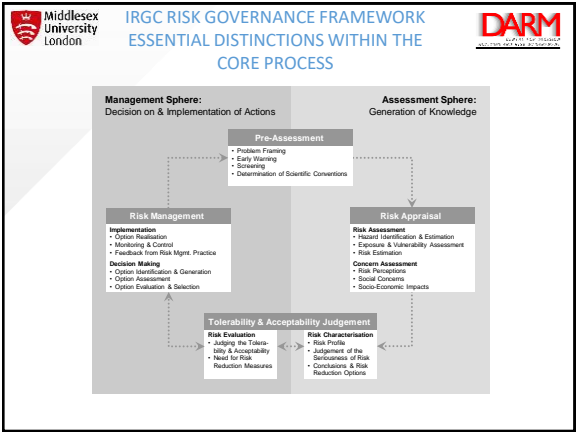 Middlesex
University
London
IRGC RISK GOVERNANCE FRAMEWORK
ESSENTIAL DISTINCTIONS WITHIN THE
CORE PROCESS
DARM
Management Sphere:
Decision on & Implementation of Actions
Assessment Sphere:
Generation of Knowledge
Pre-Assessment
• Problem Framing
• Early Warning
• Screening
• Determination of Scientific Conventions
Risk Management
Implementation
• Option Realisation
• Monitoring & Control
• Feedback from Risk Mgmt. Practice
Decision Making
• Option Identification & Generation
• Option Assessment
• Option Evaluation & Selection
Risk Appraisal
Risk Assessment
• Hazard Identification & Estimation
• Exposure & Vulnerability Assessment
• Risk Estimation
Concern Assessment
• Risk Perceptions
• Social Concerns
• Socio-Economic Impacts
Tolerability & Acceptability Judgement
Risk Evaluation
• Judging the Tolera-
bility & Acceptability
• Need for Risk
Reduction Measures
Risk Characterisation
• Risk Profile
• Judgement of the
Seriousness of Risk
• Conclusions & Risk
Reduction Options